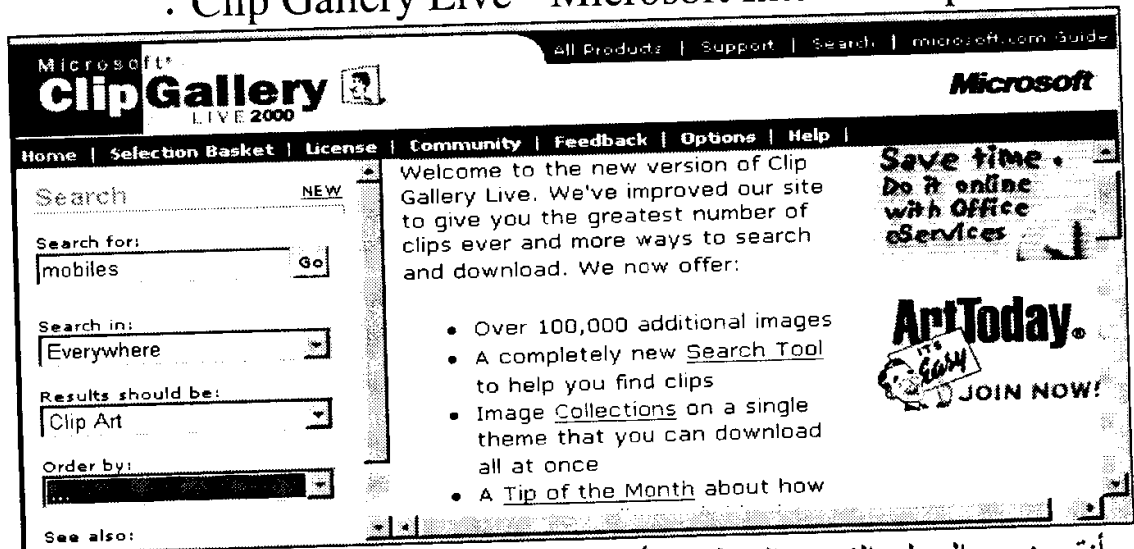 : Clip Gallery Live - Microsoft
All Products | Support | Search | microsoft.com Guide
Microsoft
Clip Gallery
LIVE 2000
Microsoft
Home | Selection Basket | License | Community | Feedback | Options | Help |
Search NEW
Search for:
mobiles Go
Search in:
Everywhere
Results should be:
Clip Art
Order by:
...
See also:
Welcome to the new version of Clip
Gallery Live. We've improved our site
to give you the greatest number of
clips ever and more ways to search
and download. We now offer:
• Over 100,000 additional images
• A completely new Search Tool
to help you find clips
• Image Collections on a single
theme that you can download
all at once
• A Tip of the Month about how
Save time.
Do it online
with Office
eServices
ArtToday®
IT'S
Easy
JOIN NOW!